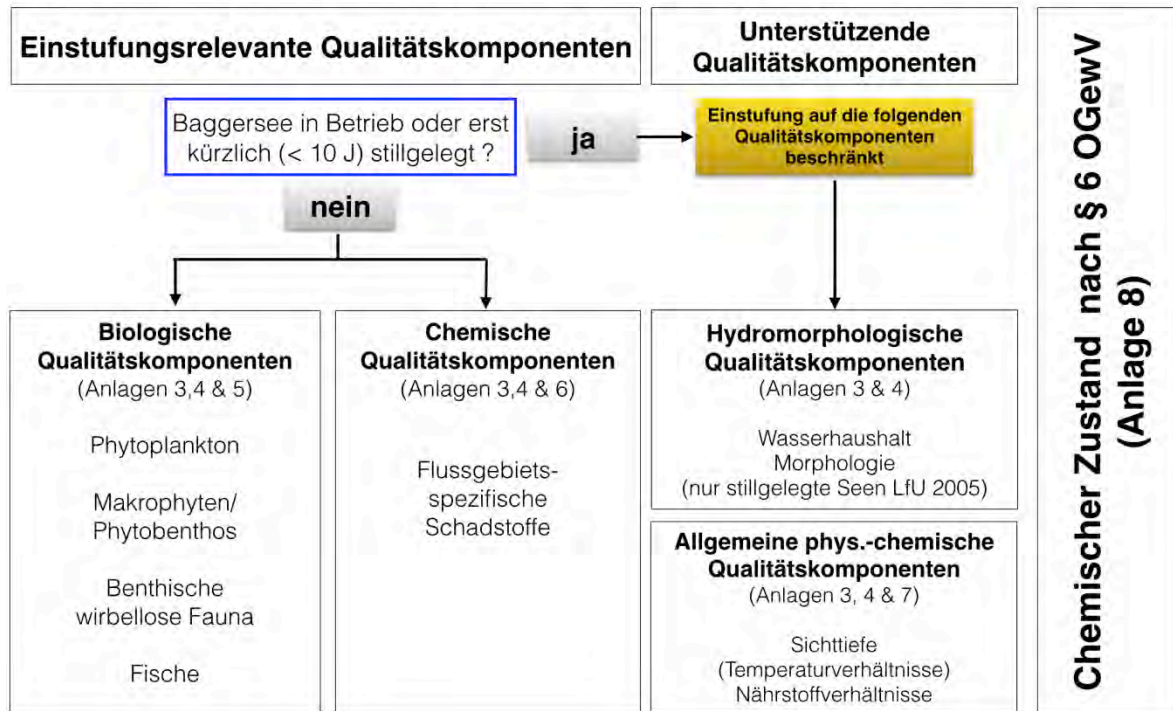 Einstufungsrelevante Qualitätskomponenten
Unterstützende
Qualitätskomponenten
Baggersee in Betrieb oder erst
kürzlich (< 10 J) stillgelegt ?
ja
Einstufung auf die folgenden
Qualitätskomponenten
beschränkt
nein
Biologische
Qualitätskomponenten
(Anlagen 3,4 & 5)
Phytoplankton
Makrophyten/
Phytobenthos
Benthische
wirbellose Fauna
Fische
Chemische
Qualitätskomponenten
(Anlagen 3,4 & 6)
Flussgebiets-
spezifische
Schadstoffe
Hydromorphologische
Qualitätskomponenten
(Anlagen 3 & 4)
Wasserhaushalt
Morphologie
(nur stillgelegte Seen LfU 2005)
Allgemeine phys.-chemische
Qualitätskomponenten
(Anlagen 3, 4 & 7)
Sichttiefe
(Temperaturverhältnisse)
Nährstoffverhältnisse
Chemischer Zustand nach § 6 OGewV
(Anlage 8)